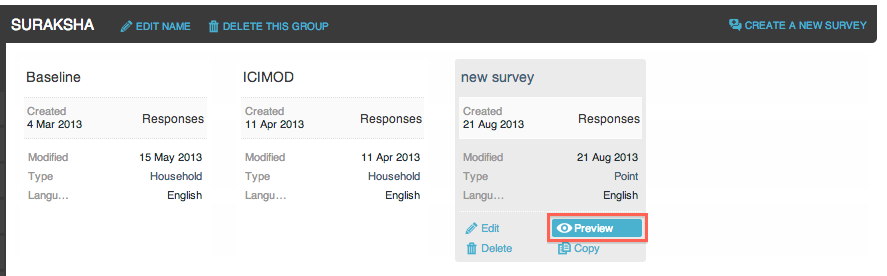 SURAKSHA EDIT NAME DELETE THIS GROUP CREATE A NEW SURVEY
Baseline
Created
4 Mar 2013
Responses
Modified 15 May 2013
Type Household
Langu... English
ICIMOD
Created
11 Apr 2013
Responses
Modified 11 Apr 2013
Type Household
Langu... English
new survey
Created
21 Aug 2013
Responses
Modified 21 Aug 2013
Type Point
Langu... English
Edit Preview
Delete Copy